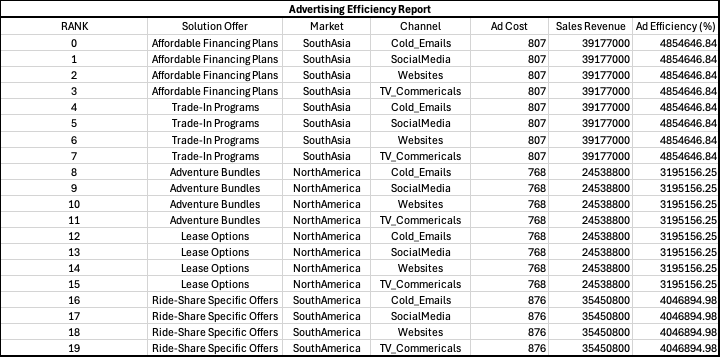 Advertising Efficiency Report
RANK Solution Offer Market Channel Ad Cost Sales Revenue Ad Efficiency (%)
0 Affordable Financing Plans SouthAsia Cold_Emails 807 39177000 4854646.84
1 Affordable Financing Plans SouthAsia SocialMedia 807 39177000 4854646.84
2 Affordable Financing Plans SouthAsia Websites 807 39177000 4854646.84
3 Affordable Financing Plans SouthAsia TV_Commericals 807 39177000 4854646.84
4 Trade-In Programs SouthAsia Cold_Emails 807 39177000 4854646.84
5 Trade-In Programs SouthAsia SocialMedia 807 39177000 4854646.84
6 Trade-In Programs SouthAsia Websites 807 39177000 4854646.84
7 Trade-In Programs SouthAsia TV_Commericals 807 39177000 4854646.84
8 Adventure Bundles NorthAmerica Cold_Emails 768 24538800 3195156.25
9 Adventure Bundles NorthAmerica SocialMedia 768 24538800 3195156.25
10 Adventure Bundles NorthAmerica Websites 768 24538800 3195156.25
11 Adventure Bundles NorthAmerica TV_Commericals 768 24538800 3195156.25
12 Lease Options NorthAmerica Cold_Emails 768 24538800 3195156.25
13 Lease Options NorthAmerica SocialMedia 768 24538800 3195156.25
14 Lease Options NorthAmerica Websites 768 24538800 3195156.25
15 Lease Options NorthAmerica TV_Commericals 768 24538800 3195156.25
16 Ride-Share Specific Offers SouthAmerica Cold_Emails 876 35450800 4046894.98
17 Ride-Share Specific Offers SouthAmerica SocialMedia 876 35450800 4046894.98
18 Ride-Share Specific Offers SouthAmerica Websites 876 35450800 4046894.98
19 Ride-Share Specific Offers SouthAmerica TV_Commericals 876 35450800 4046894.98